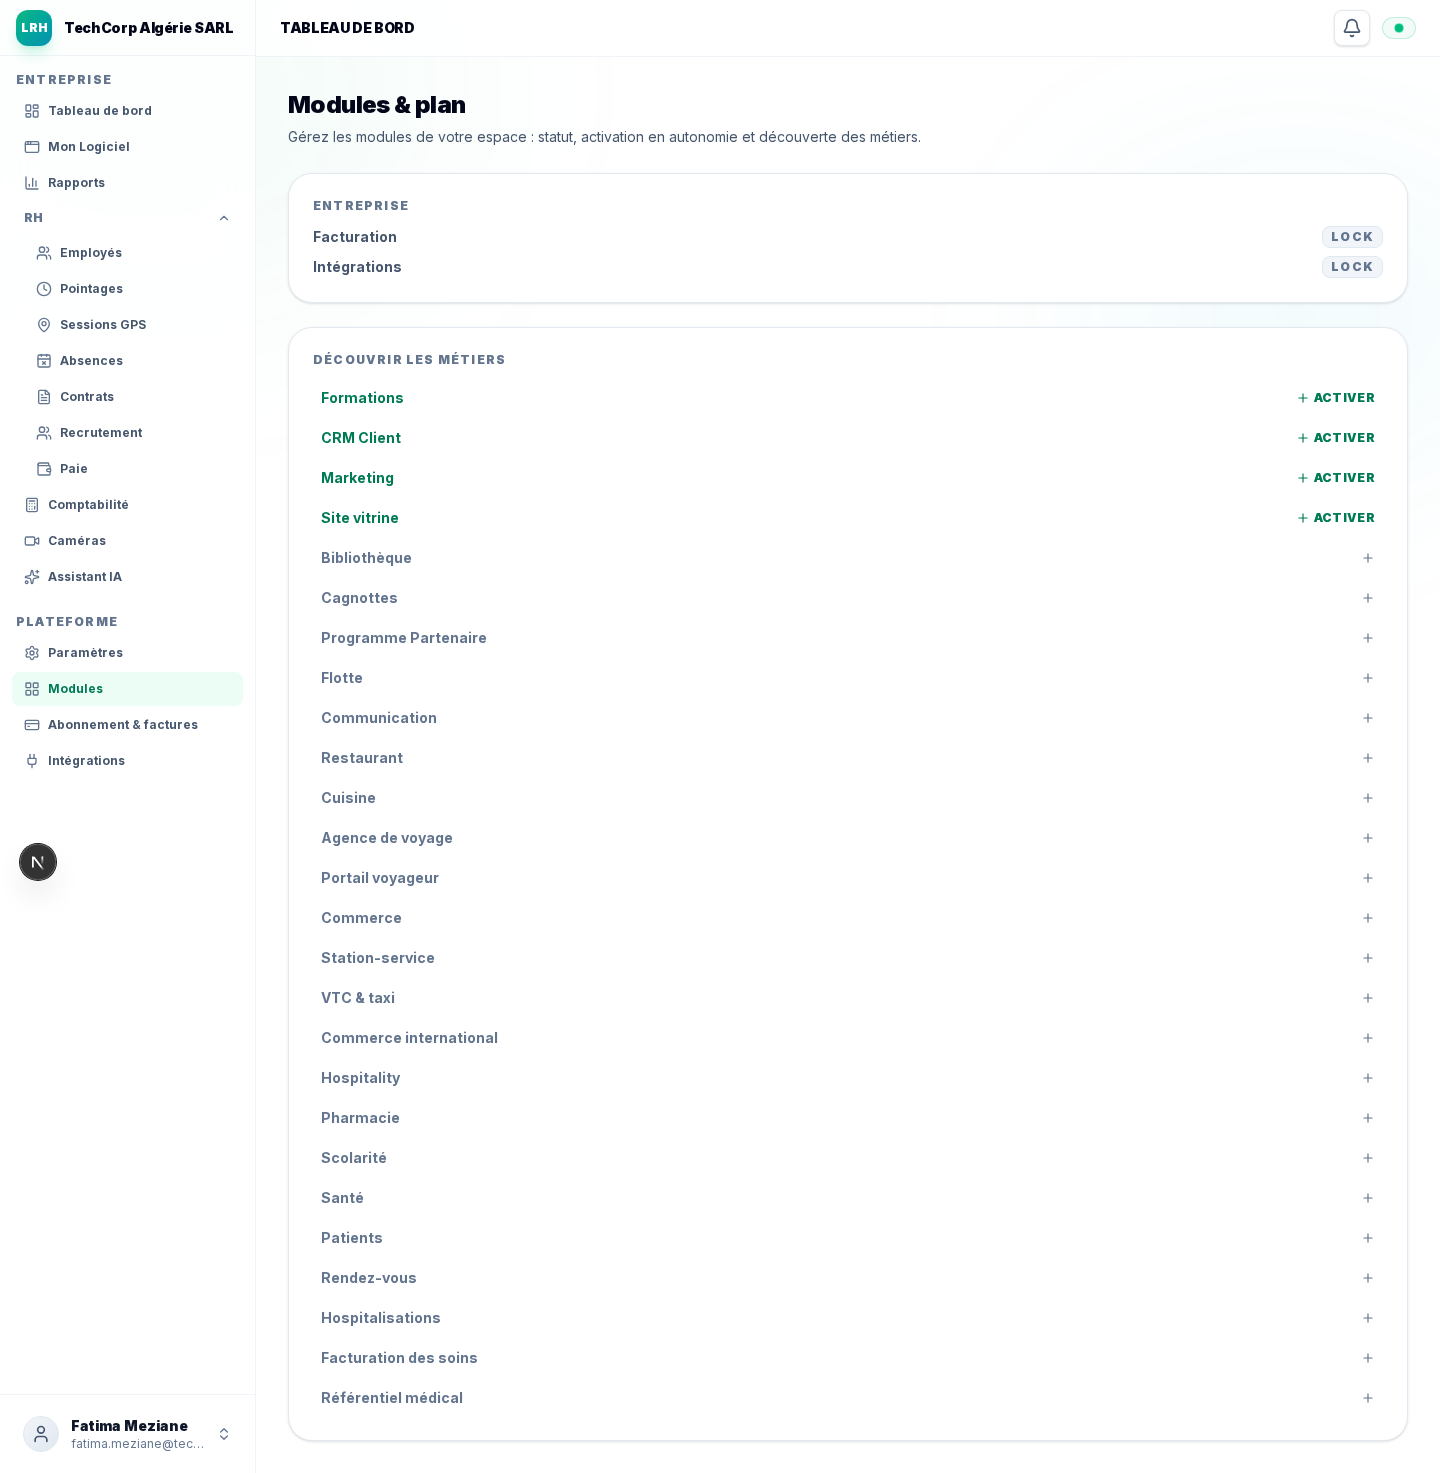 LRH
TechCorp Algérie SARL
TABLEAU DE BORD
ENTREPRISE
Tableau de bord
Mon Logiciel
Rapports
RH
Employés
Pointages
Sessions GPS
Absences
Contrats
Recrutement
Paie
Comptabilité
Caméras
Assistant IA
PLATEFORME
Paramètres
Modules
Abonnement & factures
Intégrations
N
Fatima Meziane
fatima.meziane@tec...
Modules & plan
Gérez les modules de votre espace : statut, activation en autonomie et découverte des métiers.
ENTREPRISE
Facturation LOCK
Intégrations LOCK
DÉCOUVRIR LES MÉTIERS
Formations + ACTIVER
CRM Client + ACTIVER
Marketing + ACTIVER
Site vitrine + ACTIVER
Bibliothèque +
Cagnottes +
Programme Partenaire +
Flotte +
Communication +
Restaurant +
Cuisine +
Agence de voyage +
Portail voyageur +
Commerce +
Station-service +
VTC & taxi +
Commerce international +
Hospitality +
Pharmacie +
Scolarité +
Santé +
Patients +
Rendez-vous +
Hospitalisations +
Facturation des soins +
Référentiel médical +